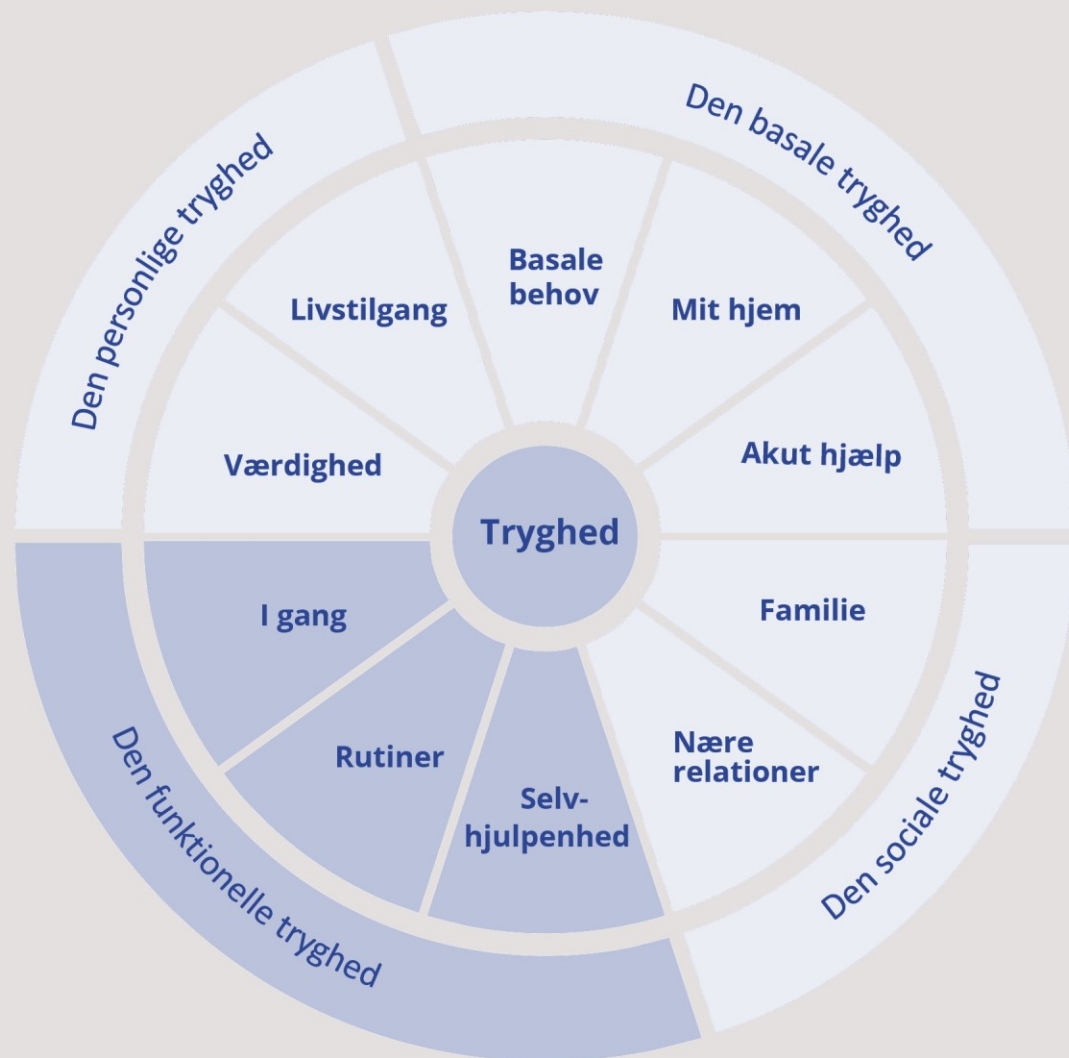 Den personlige tryghed
Den basale tryghed
Livstilgang
Basale
behov
Mit hjem
Værdighed
Akut hjælp
Tryghed
I gang
Familie
Rutiner
Selv-
hjulpenhed
Nære
relationer
Den funktionelle tryghed
Den sociale tryghed